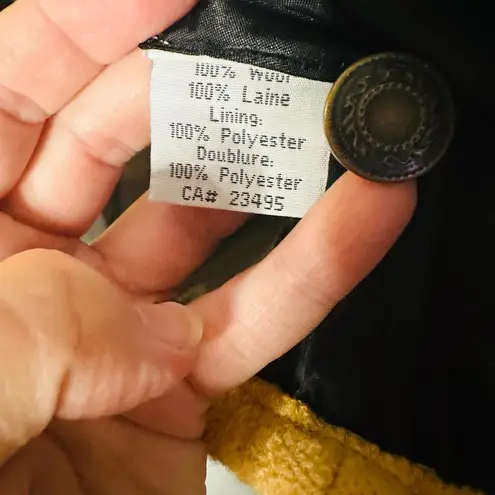 100% Wool
100% Laine
Lining:
100% Polyester
Doublure:
100% Polyester
CA# 23495